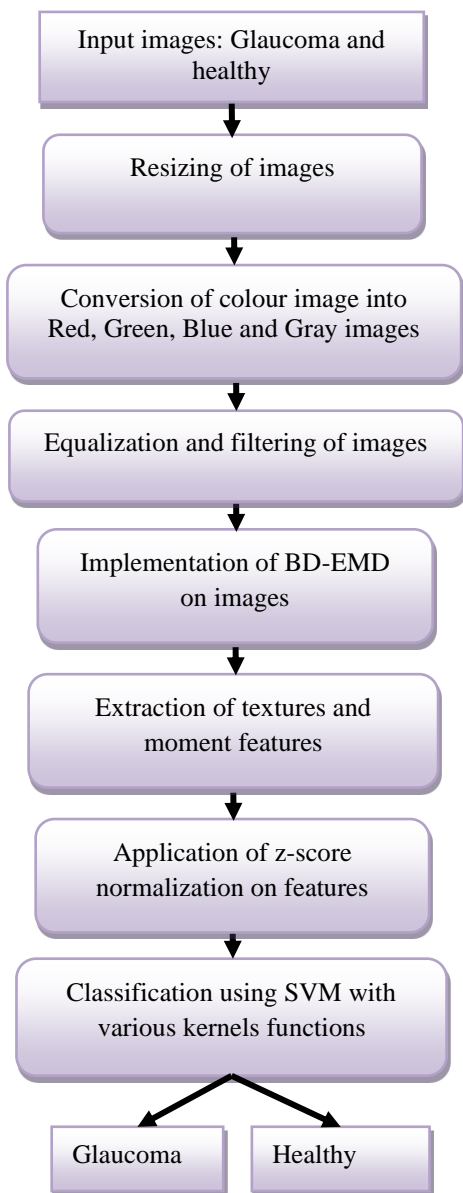 Input images: Glaucoma and
healthy
Resizing of images
Conversion of colour image into
Red, Green, Blue and Gray images
Equalization and filtering of images
Implementation of BD-EMD
on images
Extraction of textures and
moment features
Application of z-score
normalization on features
Classification using SVM with
various kernels functions
Glaucoma
Healthy